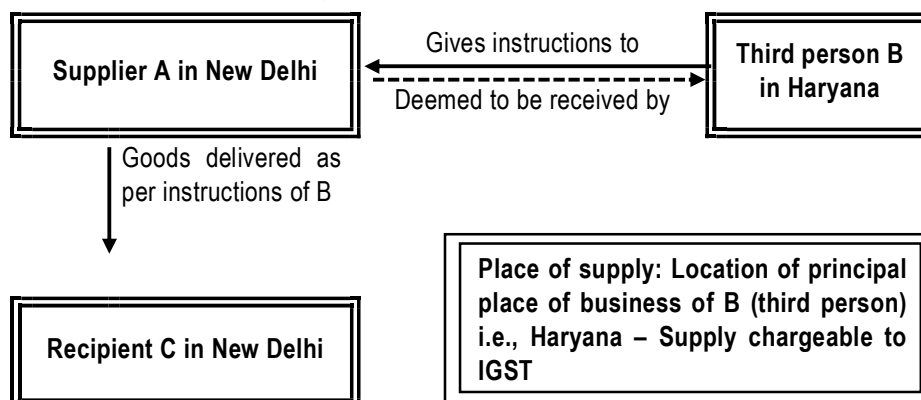 Supplier A in New Delhi
Gives instructions to
Deemed to be received by
Third person B
in Haryana
Goods delivered as
per instructions of B
Recipient C in New Delhi
Place of supply: Location of principal
place of business of B (third person)
i.e., Haryana – Supply chargeable to
IGST